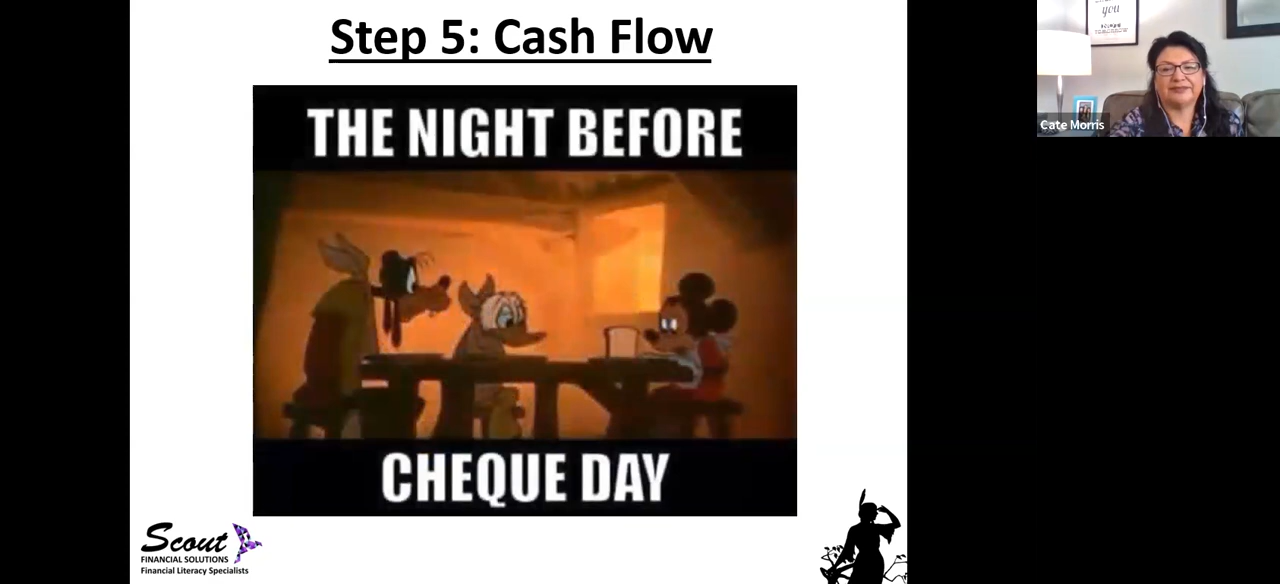 Step 5: Cash Flow
THE NIGHT BEFORE
CHEQUE DAY
Scout
FINANCIAL SOLUTIONS
Financial Literacy Specialists
you
Cate Morris